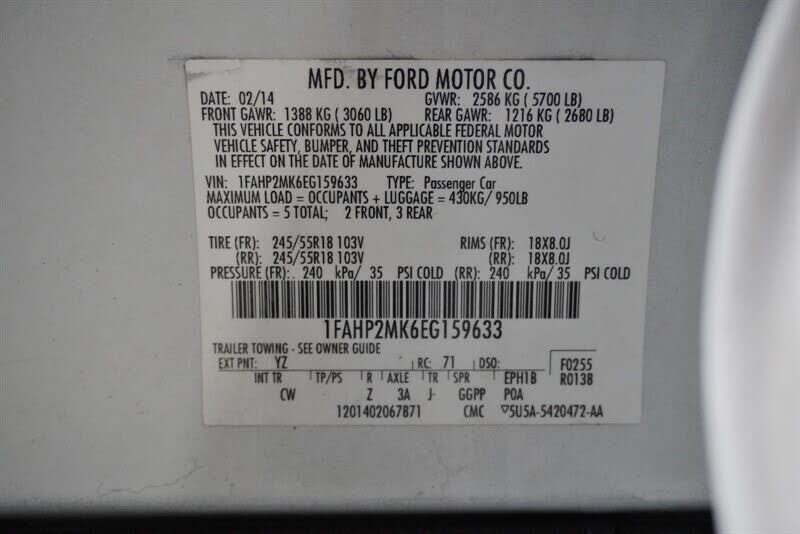 MFD. BY FORD MOTOR CO.
DATE: 02/14 GVWR: 2586 KG ( 5700 LB)
FRONT GAWR: 1388 KG ( 3060 LB) REAR GAWR: 1216 KG ( 2680 LB)
THIS VEHICLE CONFORMS TO ALL APPLICABLE FEDERAL MOTOR
VEHICLE SAFETY, BUMPER, AND THEFT PREVENTION STANDARDS
IN EFFECT ON THE DATE OF MANUFACTURE SHOWN ABOVE.
VIN: 1FAHP2MK6EG159633 TYPE: Passenger Car
MAXIMUM LOAD = OCCUPANTS + LUGGAGE = 430KG/ 950LB
OCCUPANTS = 5 TOTAL; 2 FRONT, 3 REAR
TIRE (FR): 245/55R18 103V RIMS (FR): 18X8.0J
(RR): 245/55R18 103V (RR): 18X8.0J
PRESSURE (FR): 240 kPa/ 35 PSI COLD (RR): 240 kPa/ 35 PSI COLD
1FAHP2MK6EG159633
TRAILER TOWING - SEE OWNER GUIDE
EXT PNT: YZ RC: 71 DSO: F0255
INT TR TP/PS R AXLE TR SPR EPH1B R0138
CW Z 3A J- GGPP POA
1201402067871 CMC ▽5U5A-5420472-AA